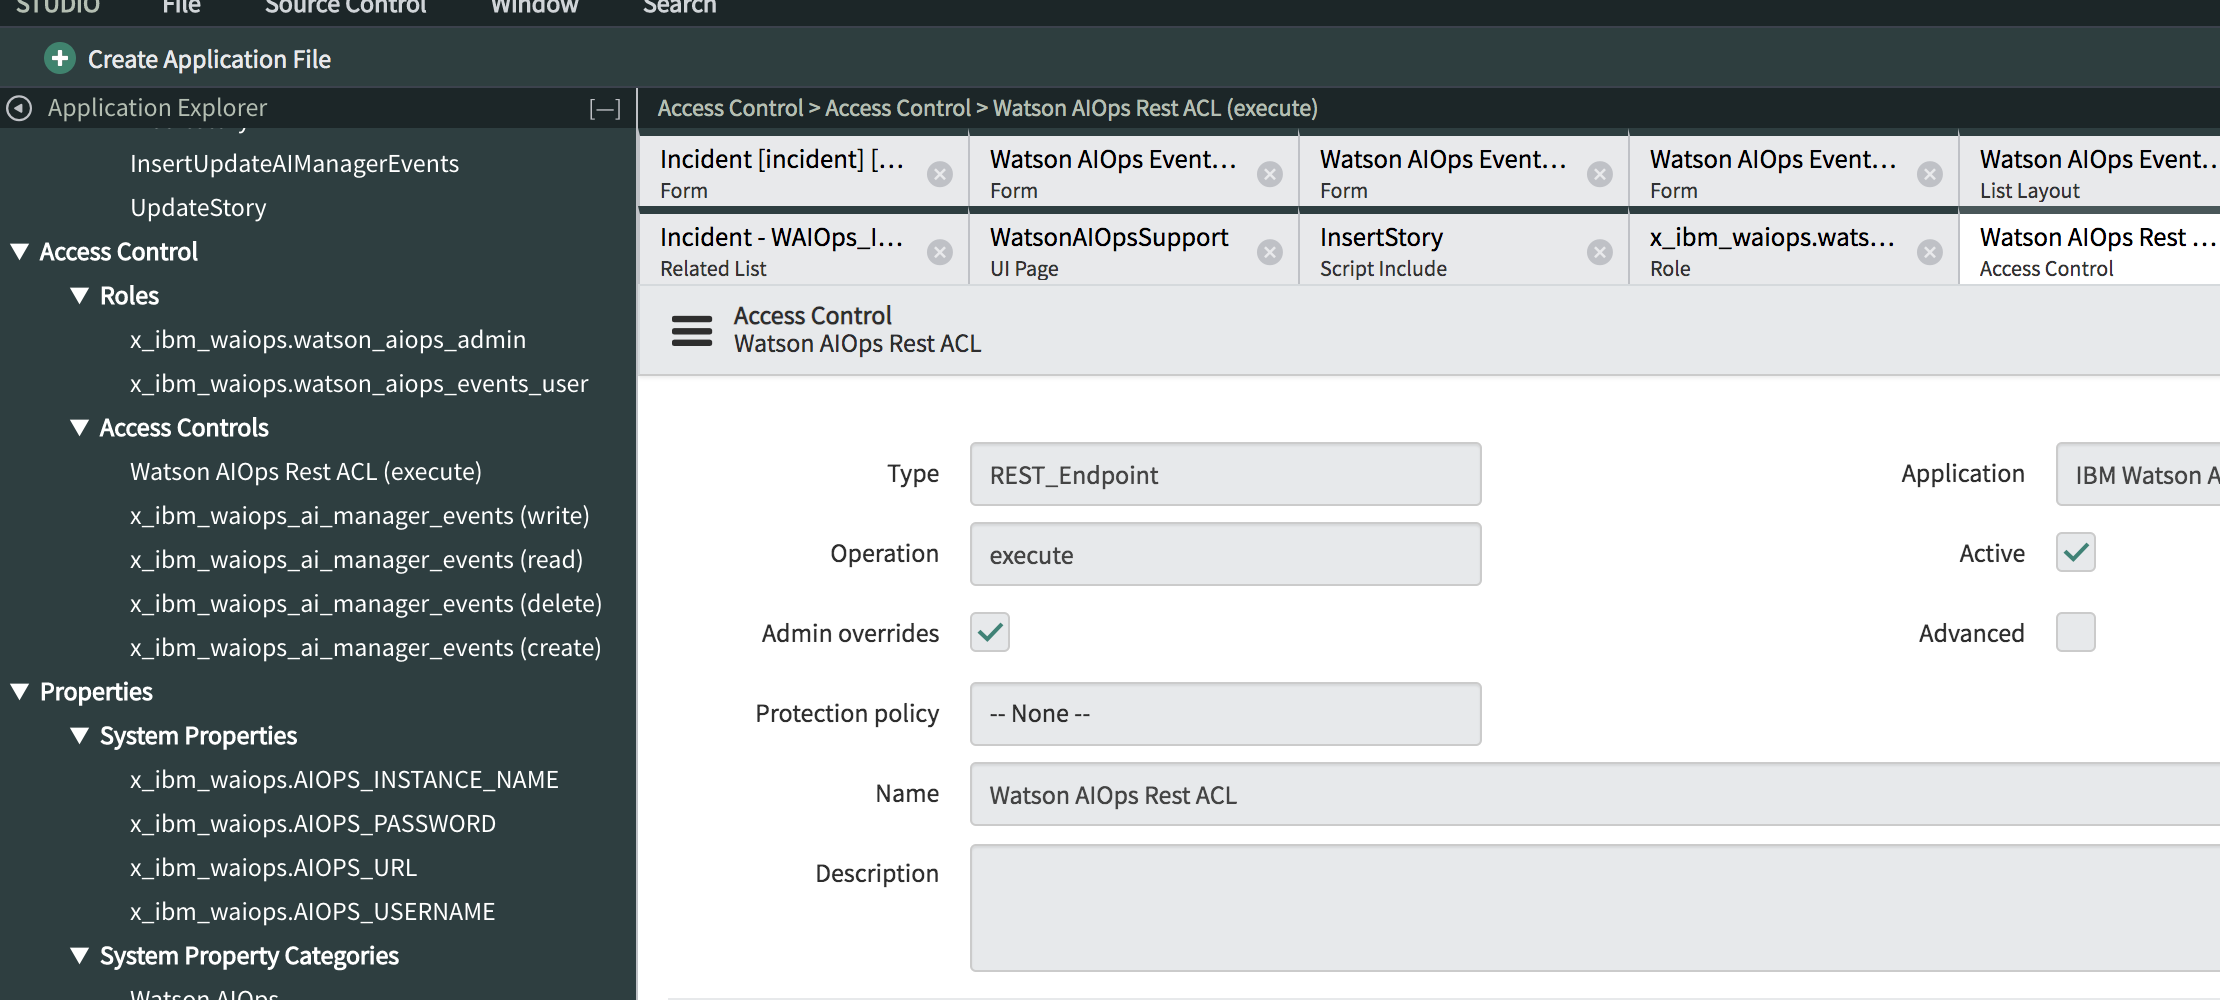 STUDIO File Source Control Window Search
Create Application File
Application Explorer [—]
InsertUpdateAIManagerEvents
UpdateStory
Access Control
Roles
x_ibm_waiops.watson_aiops_admin
x_ibm_waiops.watson_aiops_events_user
Access Controls
Watson AIOps Rest ACL (execute)
x_ibm_waiops_ai_manager_events (write)
x_ibm_waiops_ai_manager_events (read)
x_ibm_waiops_ai_manager_events (delete)
x_ibm_waiops_ai_manager_events (create)
Properties
System Properties
x_ibm_waiops.AIOPS_INSTANCE_NAME
x_ibm_waiops.AIOPS_PASSWORD
x_ibm_waiops.AIOPS_URL
x_ibm_waiops.AIOPS_USERNAME
System Property Categories
Watson AIOps
Access Control > Access Control > Watson AIOps Rest ACL (execute)
Incident [incident] [...
Form
Watson AIOps Event...
Form
Watson AIOps Event...
Form
Watson AIOps Event...
Form
Watson AIOps Event...
List Layout
Incident - WAIOps_I...
Related List
WatsonAIOpsSupport
UI Page
InsertStory
Script Include
x_ibm_waiops.wats...
Role
Watson AIOps Rest ...
Access Control
Access Control
Watson AIOps Rest ACL
Type REST_Endpoint
Application IBM Watson A
Operation execute
Active
Admin overrides
Advanced
Protection policy -- None --
Name Watson AIOps Rest ACL
Description